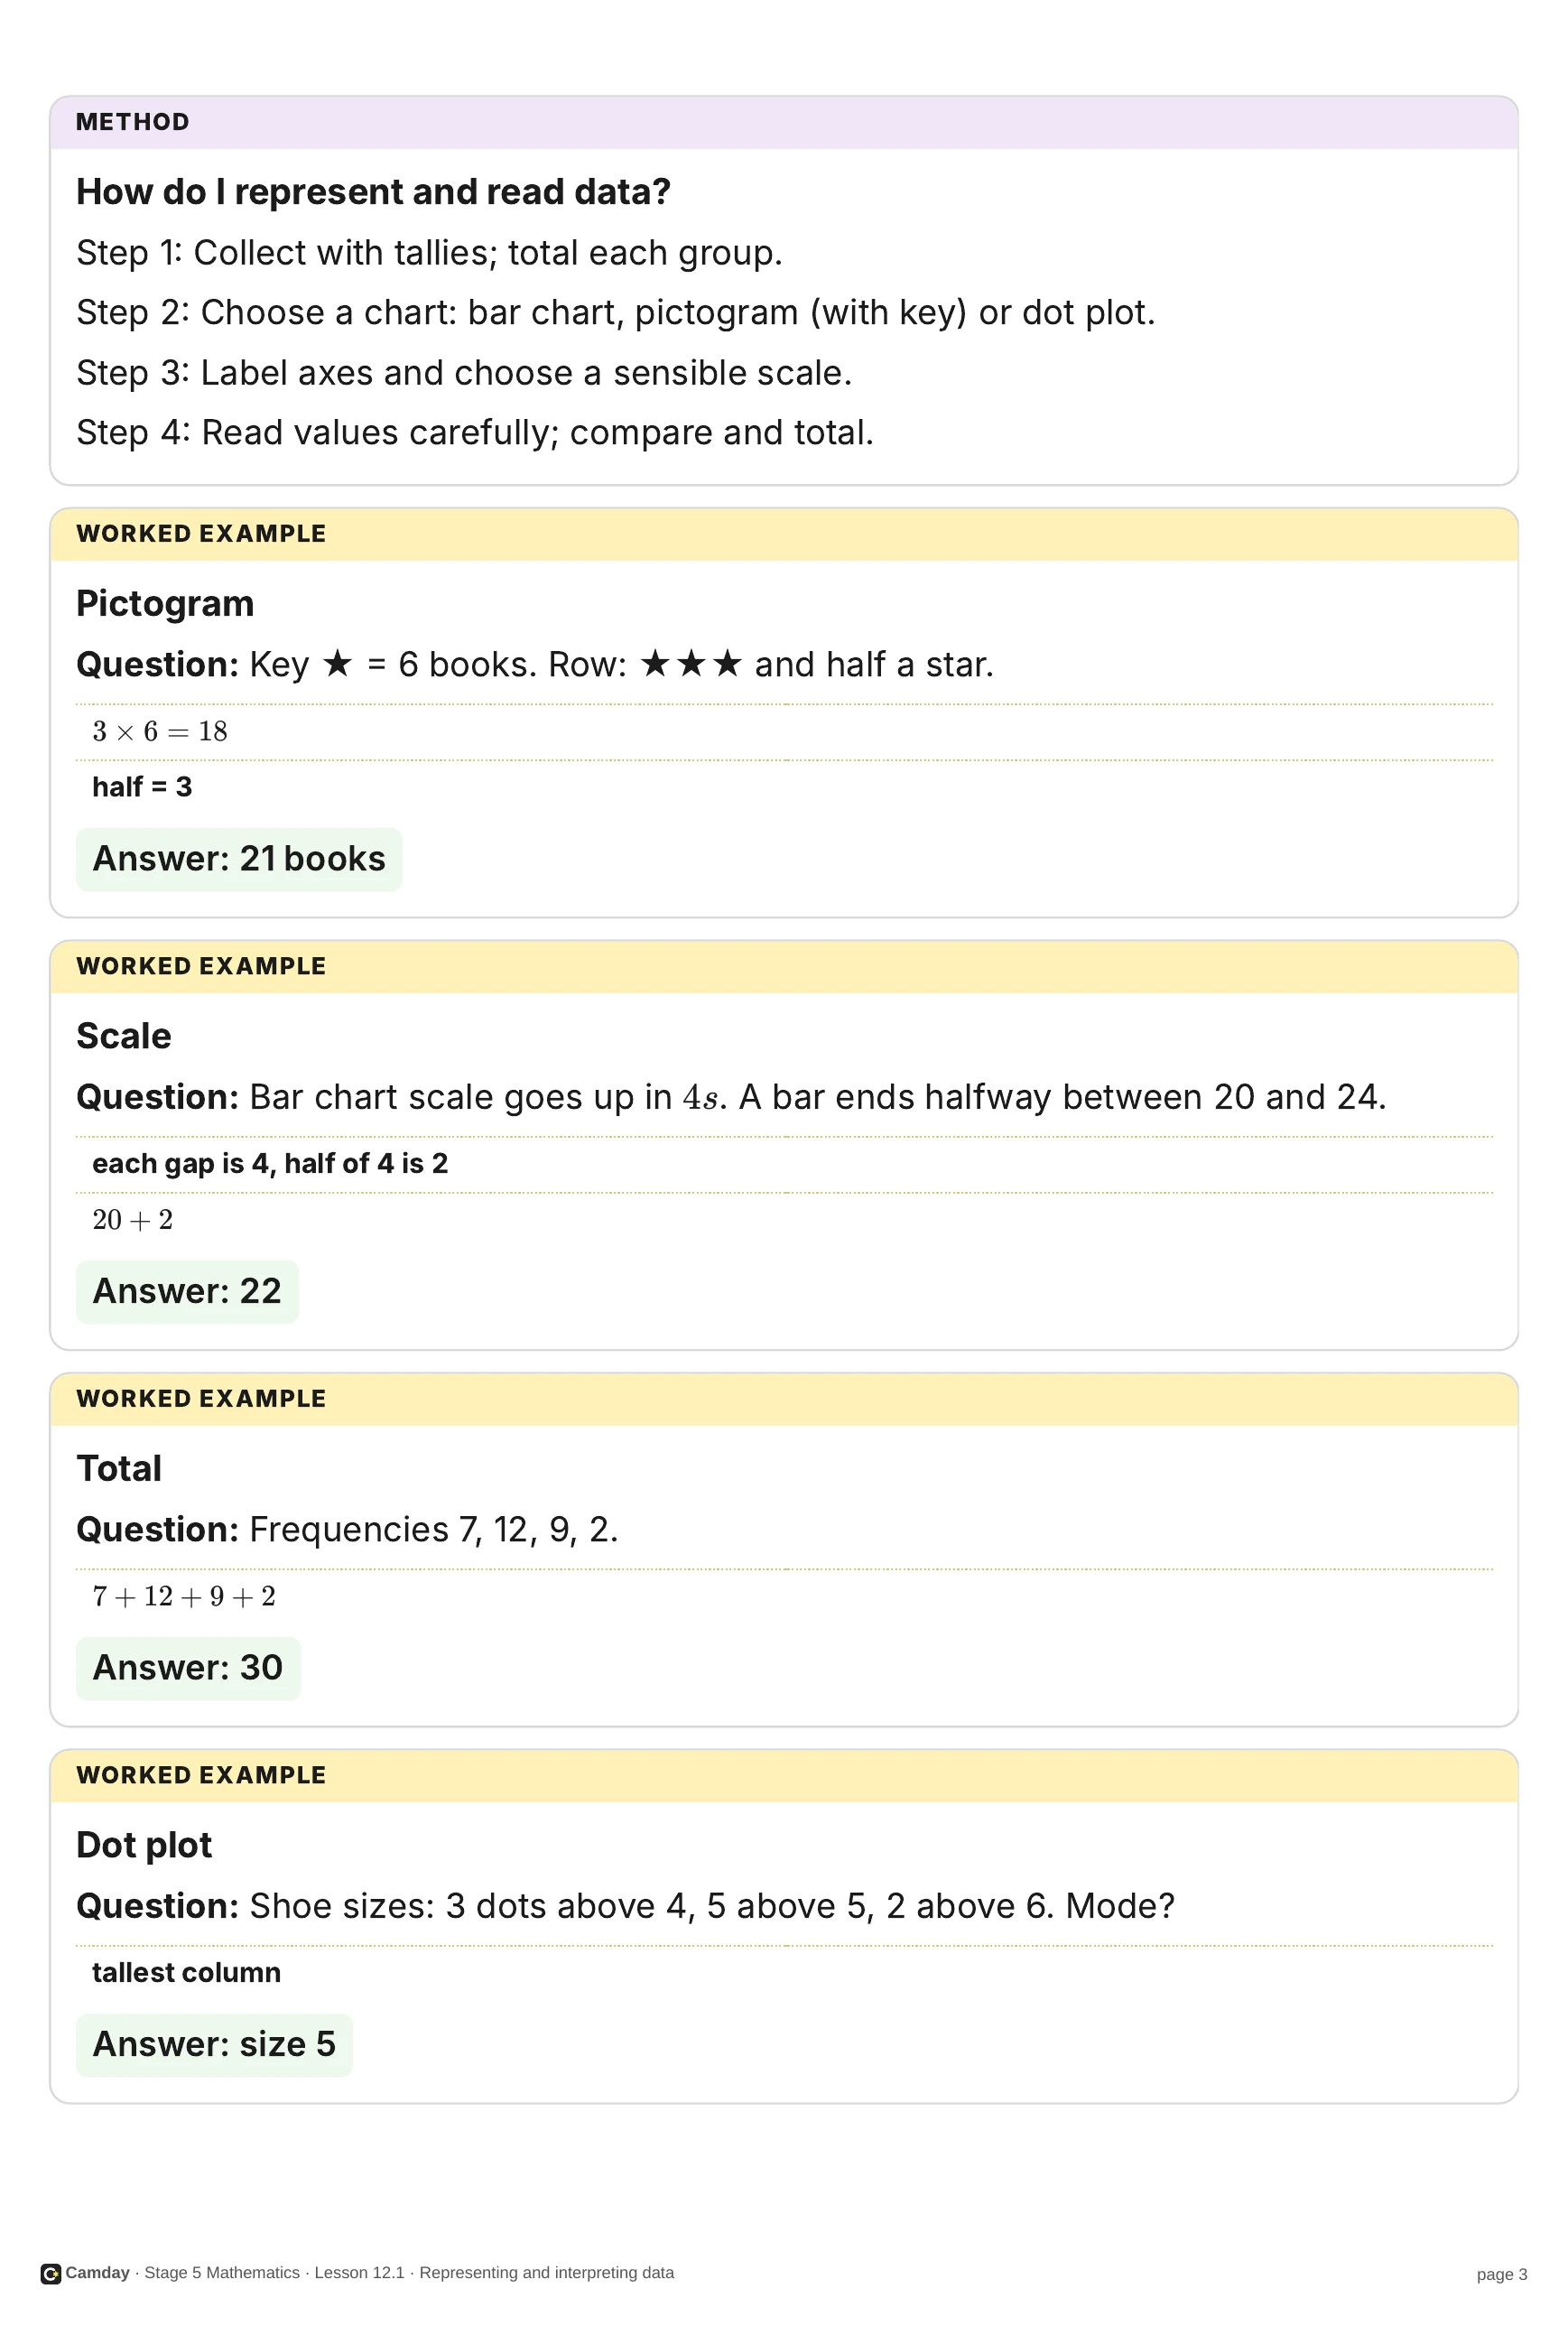 METHOD
How do I represent and read data?
Step 1: Collect with tallies; total each group.
Step 2: Choose a chart: bar chart, pictogram (with key) or dot plot.
Step 3: Label axes and choose a sensible scale.
Step 4: Read values carefully; compare and total.
WORKED EXAMPLE
Pictogram
Question: Key ★ = 6 books. Row: ★★★ and half a star.
3 × 6 = 18
half = 3
Answer: 21 books
WORKED EXAMPLE
Scale
Question: Bar chart scale goes up in 4s. A bar ends halfway between 20 and 24.
each gap is 4, half of 4 is 2
20 + 2
Answer: 22
WORKED EXAMPLE
Total
Question: Frequencies 7, 12, 9, 2.
7 + 12 + 9 + 2
Answer: 30
WORKED EXAMPLE
Dot plot
Question: Shoe sizes: 3 dots above 4, 5 above 5, 2 above 6. Mode?
tallest column
Answer: size 5
Camday · Stage 5 Mathematics · Lesson 12.1 · Representing and interpreting data
page 3